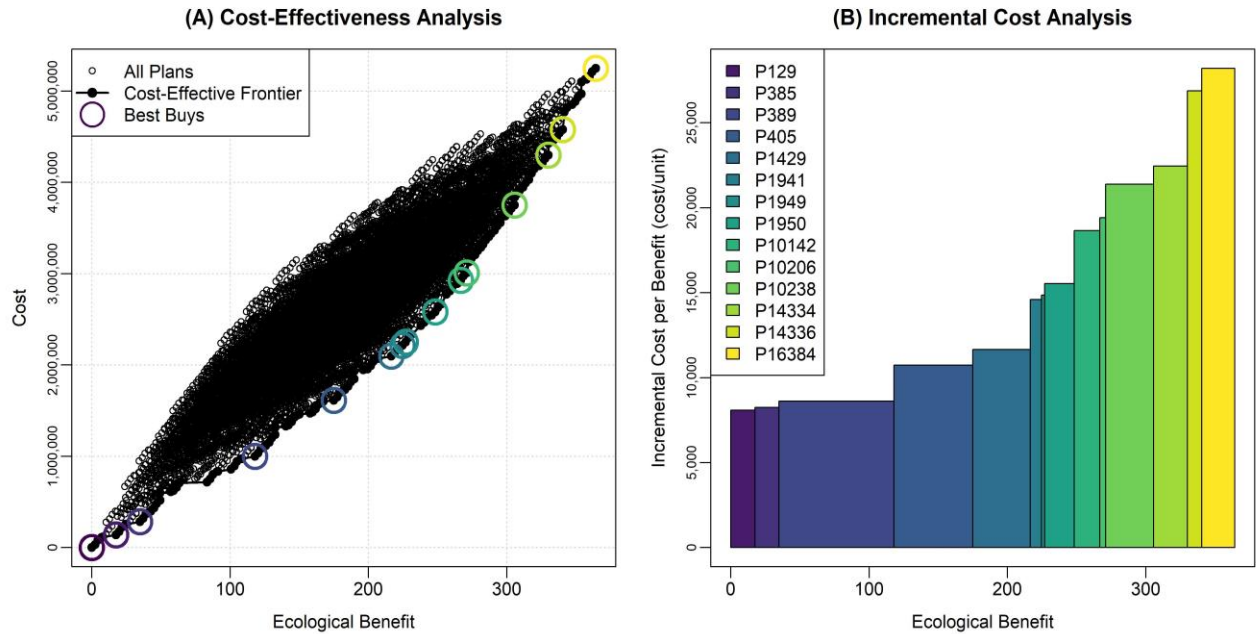 (A) Cost-Effectiveness Analysis
All Plans
Cost-Effective Frontier
Best Buys
5,000,000
4,000,000
3,000,000
2,000,000
1,000,000
0
Cost
0 100 200 300
Ecological Benefit
(B) Incremental Cost Analysis
P129
P385
P389
P405
P1429
P1941
P1949
P1950
P10142
P10206
P10238
P14334
P14336
P16384
25,000
20,000
15,000
10,000
5,000
0
Incremental Cost per Benefit (cost/unit)
0 100 200 300
Ecological Benefit